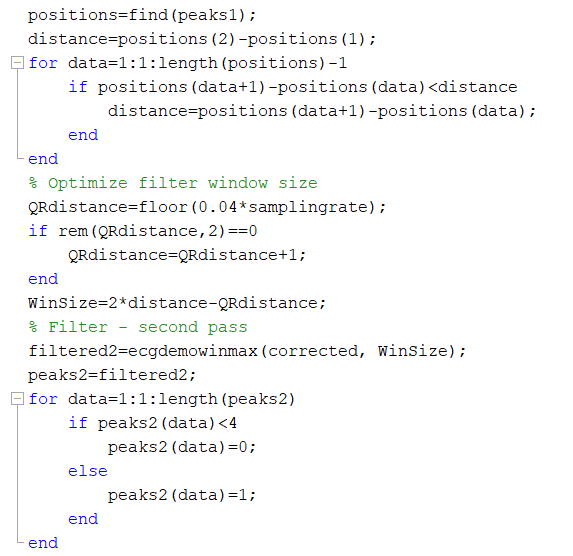 positions=find(peaks1);
distance=positions(2)-positions(1);
for data=1:1:length(positions)-1
    if positions(data+1)-positions(data)<distance
        distance=positions(data+1)-positions(data);
    end
end
% Optimize filter window size
QRdistance=floor(0.04*samplingrate);
if rem(QRdistance,2)==0
    QRdistance=QRdistance+1;
end
WinSize=2*distance-QRdistance;
% Filter - second pass
filtered2=ecgdemowinmax(corrected, WinSize);
peaks2=filtered2;
for data=1:1:length(peaks2)
    if peaks2(data)<4
        peaks2(data)=0;
    else
        peaks2(data)=1;
    end
end